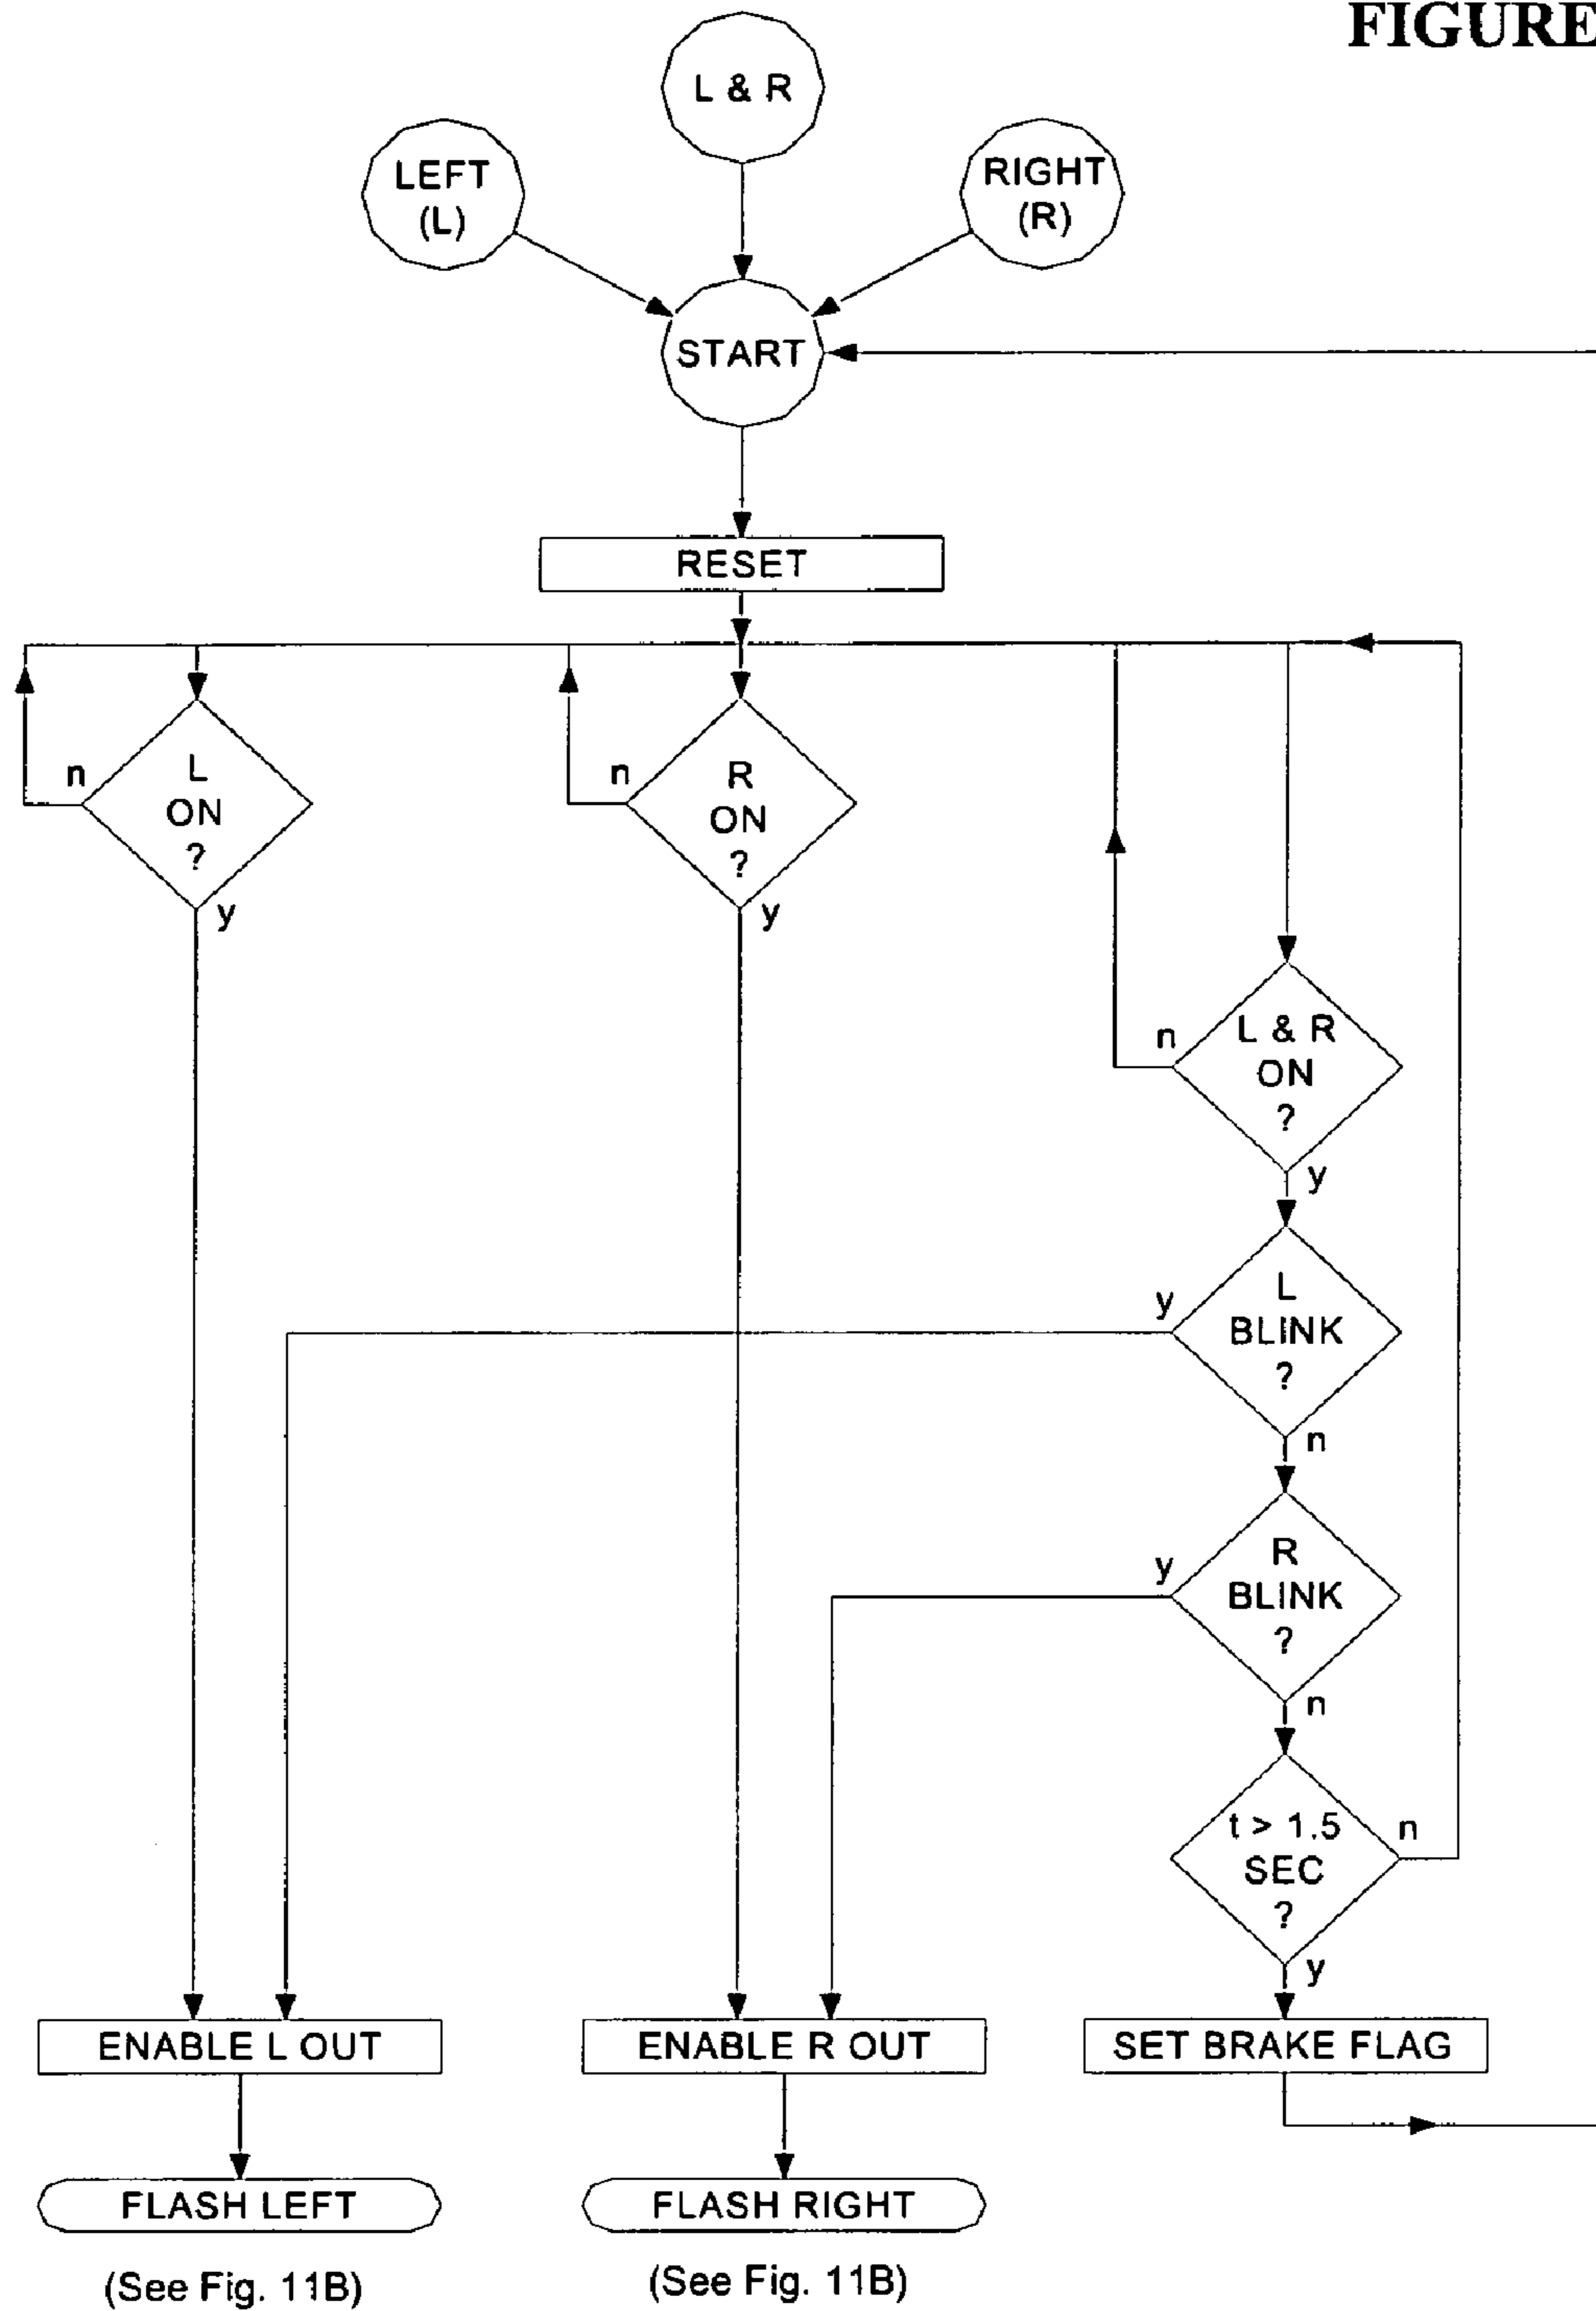 FIGURE
L & R
LEFT
(L)
RIGHT
(R)
START
RESET
n
L
ON
?
y
n
R
ON
?
y
n
L & R
ON
?
y
y
L
BLINK
?
n
y
R
BLINK
?
n
t > 1.5
SEC
?
n
y
ENABLE L OUT
ENABLE R OUT
SET BRAKE FLAG
FLASH LEFT
FLASH RIGHT
(See Fig. 11B)
(See Fig. 11B)